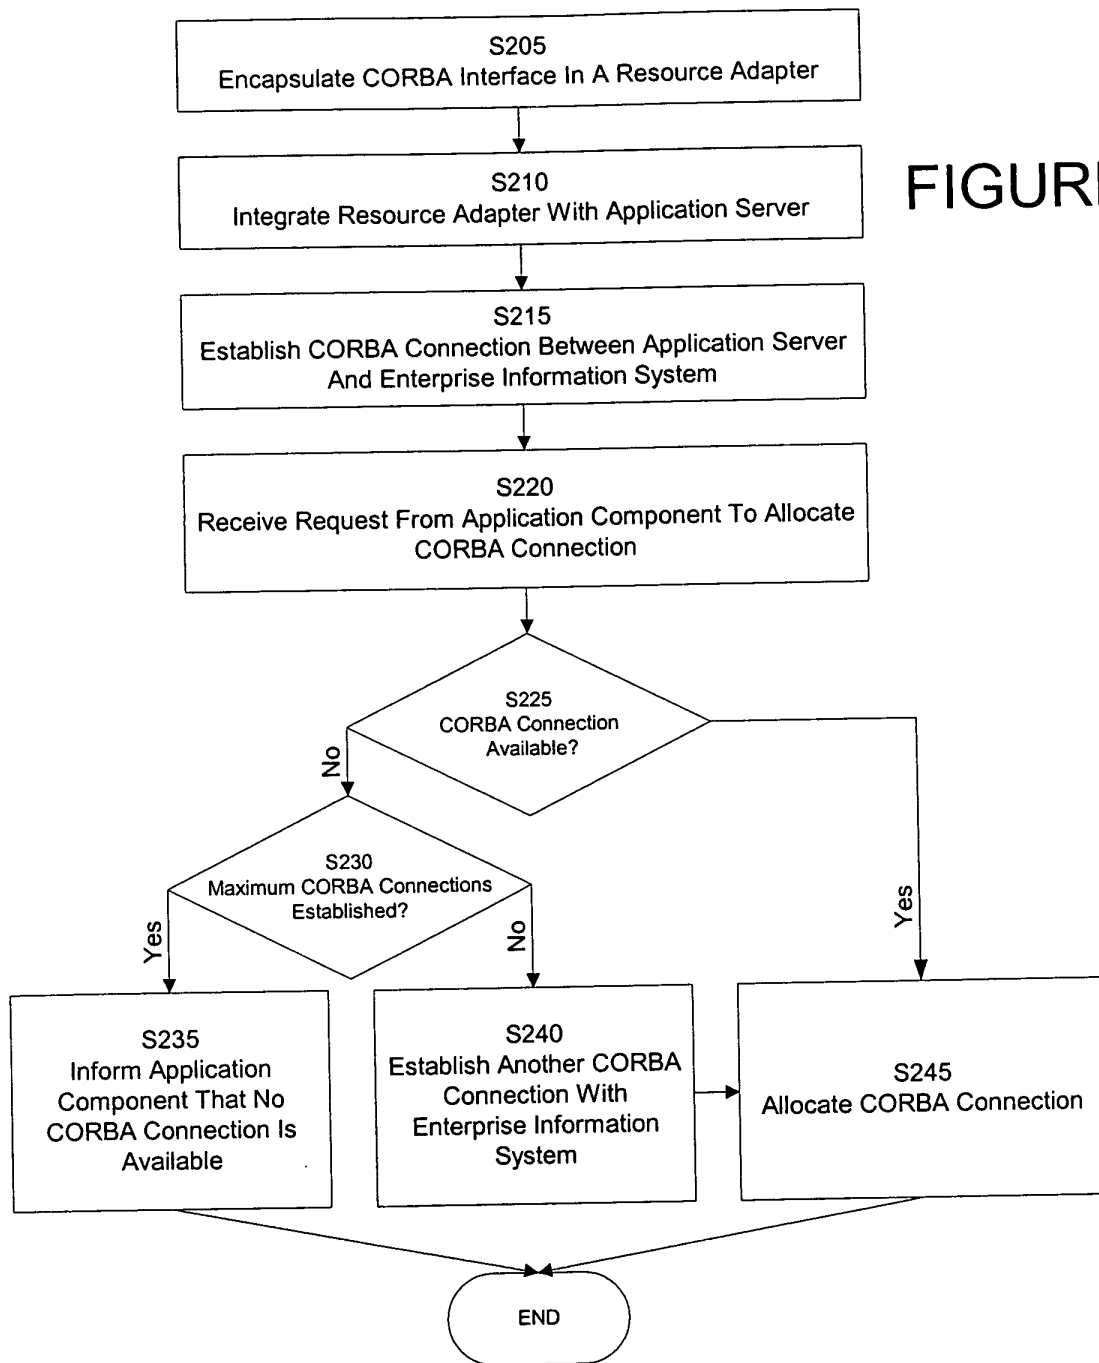 S205
Encapsulate CORBA Interface In A Resource Adapter
S210
Integrate Resource Adapter With Application Server
FIGUR
S215
Establish CORBA Connection Between Application Server
And Enterprise Information System
S220
Receive Request From Application Component To Allocate
CORBA Connection
S225
CORBA Connection
Available?
No
S230
Maximum CORBA Connections
Established?
Yes
No
Yes
S235
Inform Application
Component That No
CORBA Connection Is
Available
S240
Establish Another CORBA
Connection With
Enterprise Information
System
S245
Allocate CORBA Connection
END